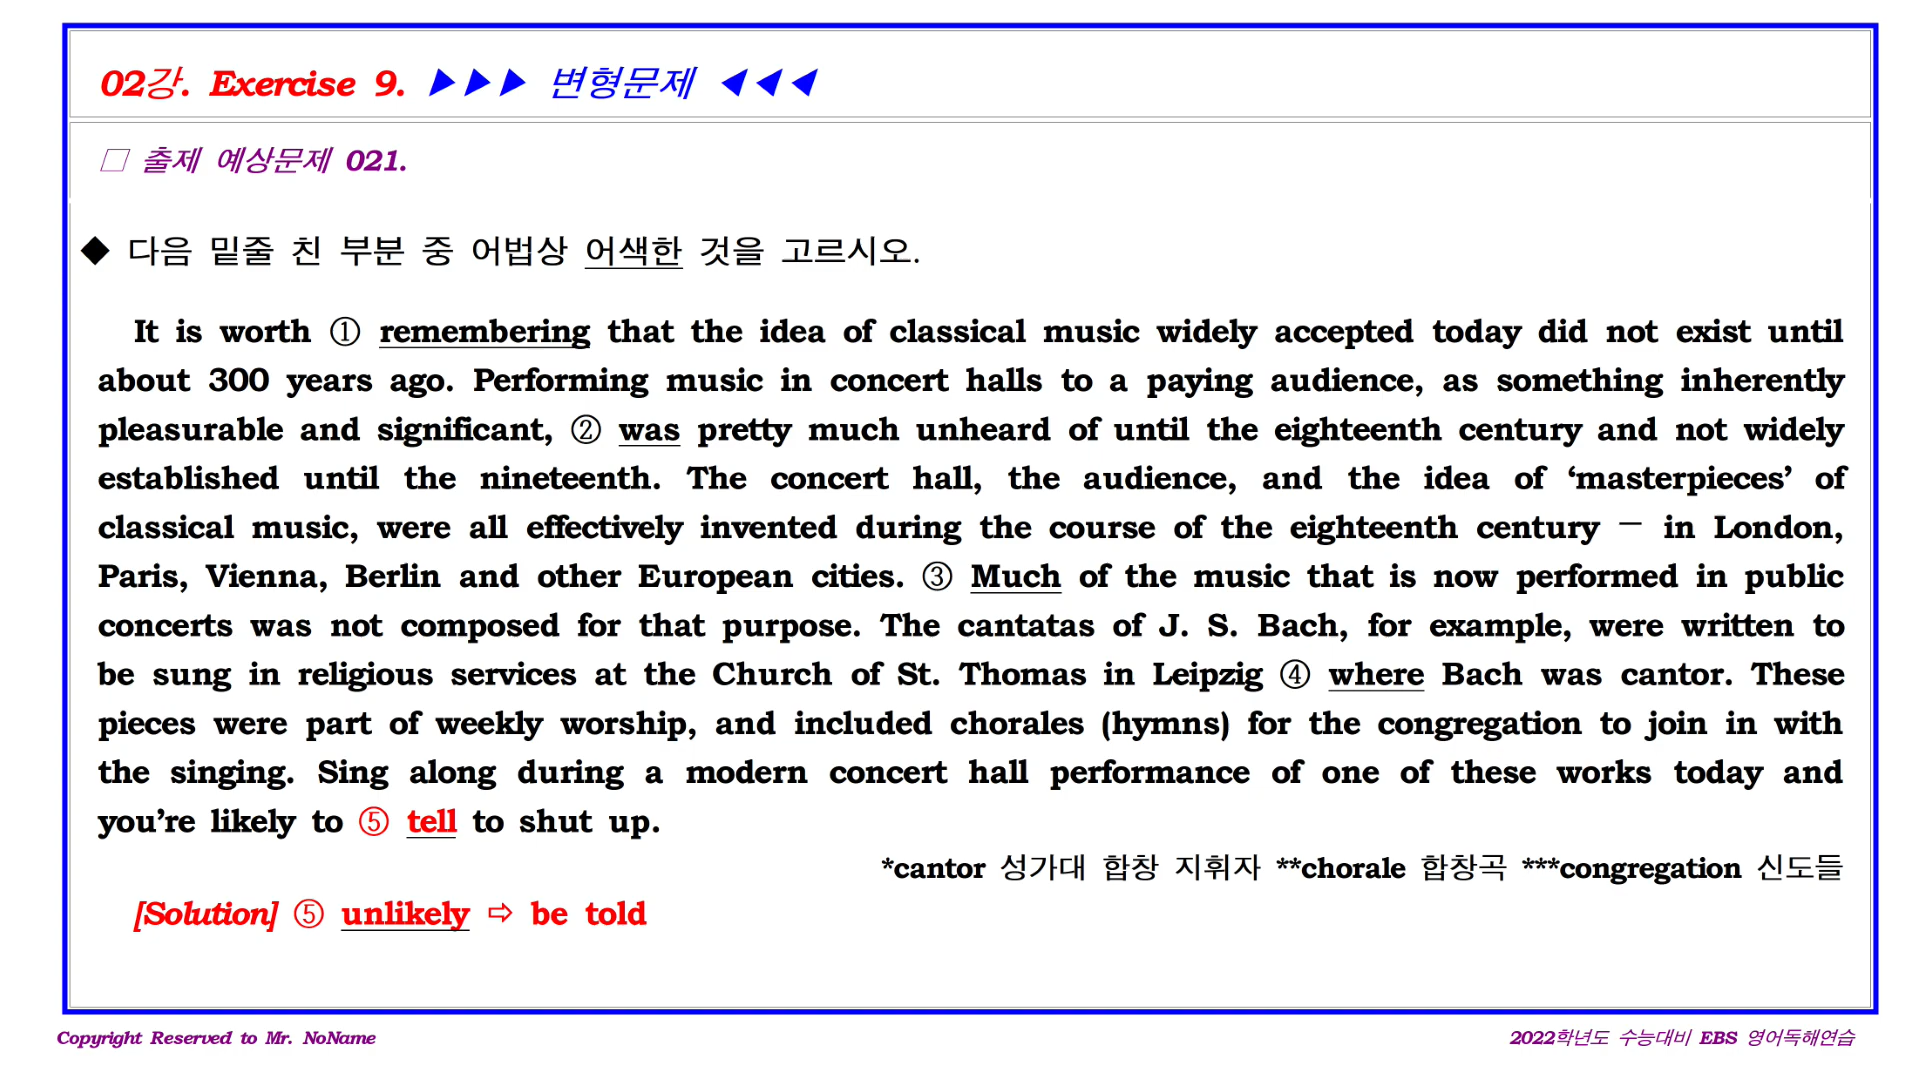 02강. Exercise 9. ▶▶▶ 변형문제 ◀◀◀
□ 출제 예상문제 021.
◆ 다음 밑줄 친 부분 중 어법상 어색한 것을 고르시오.
It is worth ① remembering that the idea of classical music widely accepted today did not exist until
about 300 years ago. Performing music in concert halls to a paying audience, as something inherently
pleasurable and significant, ② was pretty much unheard of until the eighteenth century and not widely
established until the nineteenth. The concert hall, the audience, and the idea of ‘masterpieces’ of
classical music, were all effectively invented during the course of the eighteenth century ─ in London,
Paris, Vienna, Berlin and other European cities. ③ Much of the music that is now performed in public
concerts was not composed for that purpose. The cantatas of J. S. Bach, for example, were written to
be sung in religious services at the Church of St. Thomas in Leipzig ④ where Bach was cantor. These
pieces were part of weekly worship, and included chorales (hymns) for the congregation to join in with
the singing. Sing along during a modern concert hall performance of one of these works today and
you’re likely to ⑤ tell to shut up.
*cantor 성가대 합창 지휘자 **chorale 합창곡 ***congregation 신도들
[Solution] ⑤ unlikely ⇨ be told
Copyright Reserved to Mr. NoName
2022학년도 수능대비 EBS 영어독해연습